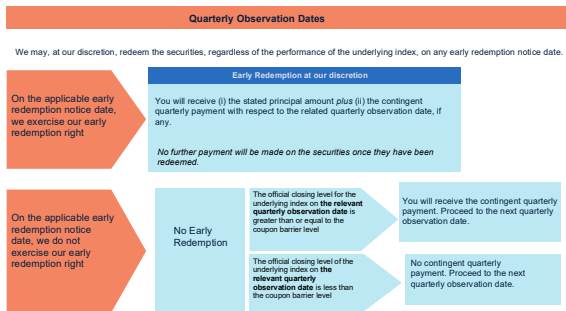 Quarterly Observation Dates
We may, at our discretion, redeem the securities, regardless of the performance of the underlying index, on any early redemption notice date.
On the applicable early
redemption notice date,
we exercise our early
redemption right
Early Redemption at our discretion
You will receive (i) the stated principal amount plus (ii) the contingent
quarterly payment with respect to the related quarterly observation date, if
any.
No further payment will be made on the securities once they have been
redeemed.
On the applicable early
redemption notice
date, we do not
exercise our early
redemption right
No Early
Redemption
The official closing level for the
underlying index on the relevant
quarterly observation date is
greater than or equal to the
coupon barrier level
You will receive the contingent quarterly
payment. Proceed to the next quarterly
observation date.
The official closing level of the
underlying index on the
relevant quarterly
observation date is less than
the coupon barrier level
No contingent quarterly
payment. Proceed to the next
quarterly observation date.